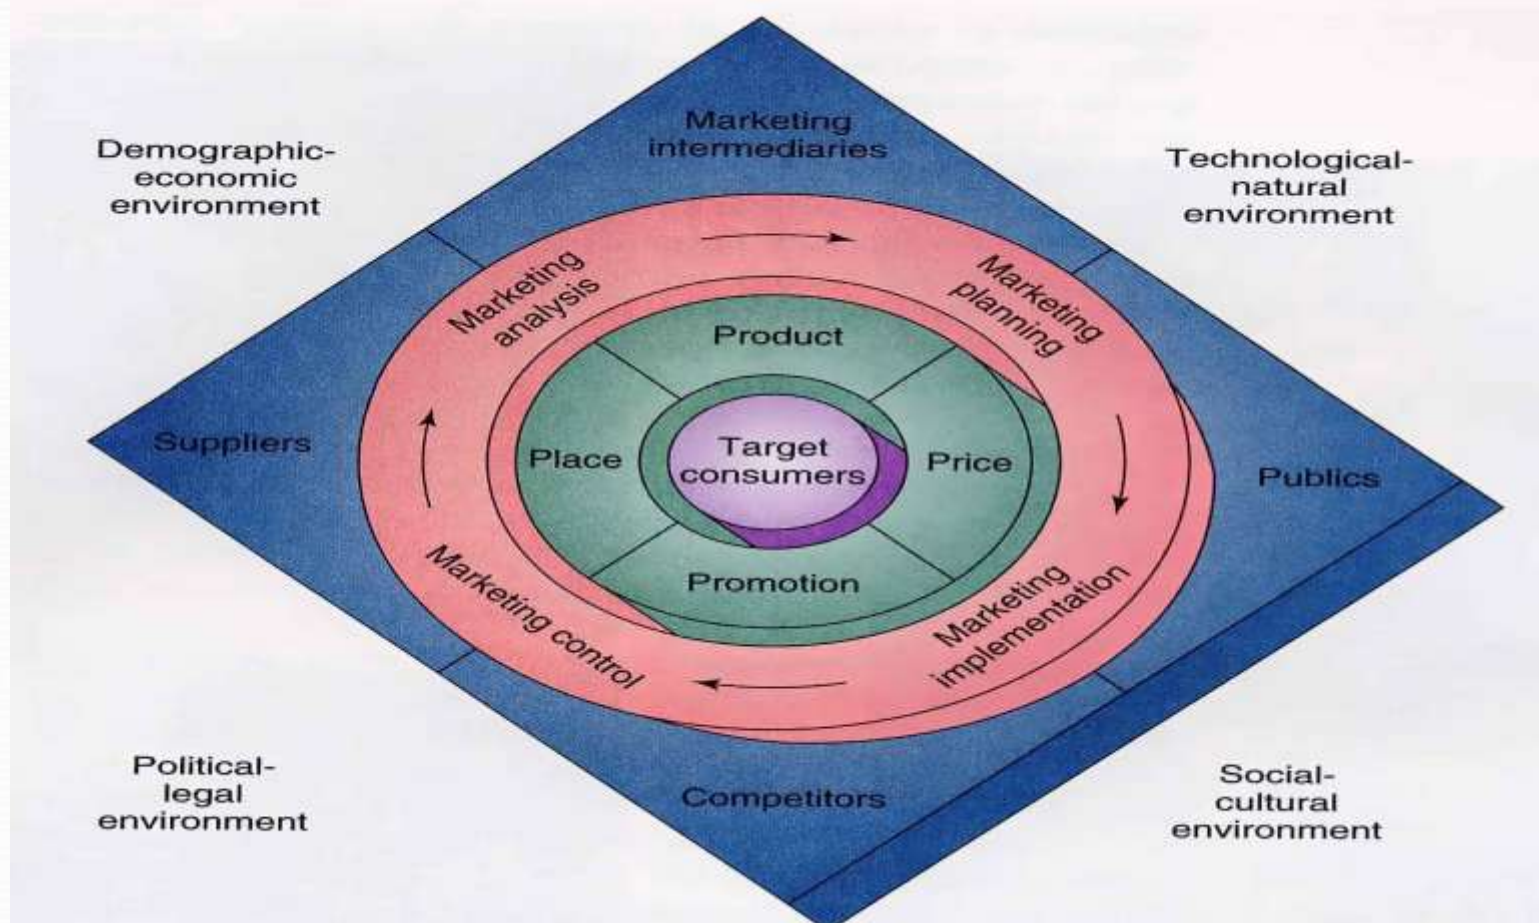 Marketing
intermediaries
Demographic-
economic
environment
Technological-
natural
environment
Marketing
analysis
Marketing
planning
Product
Suppliers
Place
Target
consumers
Price
Publics
Promotion
Marketing control
Marketing
implementation
Political-
legal
environment
Competitors
Social-
cultural
environment